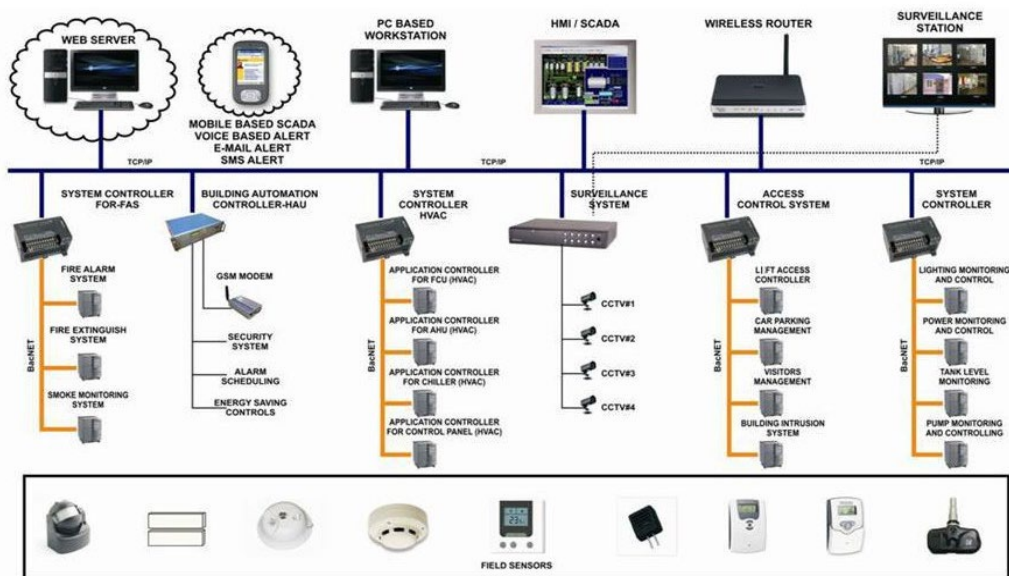 WEB SERVER
MOBILE BASED SCADA
VOICE BASED ALERT
E-MAIL ALERT
SMS ALERT
PC BASED
WORKSTATION
HMI / SCADA
WIRELESS ROUTER
SURVEILLANCE
STATION
TCP/IP
TCP/IP
TCP/IP
SYSTEM CONTROLLER
FOR-FAS
BUILDING AUTOMATION
CONTROLLER-HAU
SYSTEM
CONTROLLER
HVAC
SURVEILLANCE
SYSTEM
ACCESS
CONTROL SYSTEM
SYSTEM
CONTROLLER
FIRE ALARM
SYSTEM
FIRE EXTINGUISH
SYSTEM
SMOKE MONITORING
SYSTEM
BacNET
GSM MODEM
SECURITY
SYSTEM
ALARM
SCHEDULING
ENERGY SAVING
CONTROLS
APPLICATION CONTROLLER
FOR FCU (HVAC)
APPLICATION CONTROLLER
FOR AHU (HVAC)
APPLICATION CONTROLLER
FOR CHILLER (HVAC)
APPLICATION CONTROLLER
FOR CONTROL PANEL (HVAC)
BacNET
CCTV#1
CCTV#2
CCTV#3
CCTV#4
LIFT ACCESS
CONTROLLER
CAR PARKING
MANAGEMENT
VISITORS
MANAGEMENT
BUILDING INTRUSION
SYSTEM
BacNET
LIGHTING MONITORING
AND CONTROL
POWER MONITORING
AND CONTROL
TANK LEVEL
MONITORING
PUMP MONITORING
AND CONTROLLING
BacNET
FIELD SENSORS